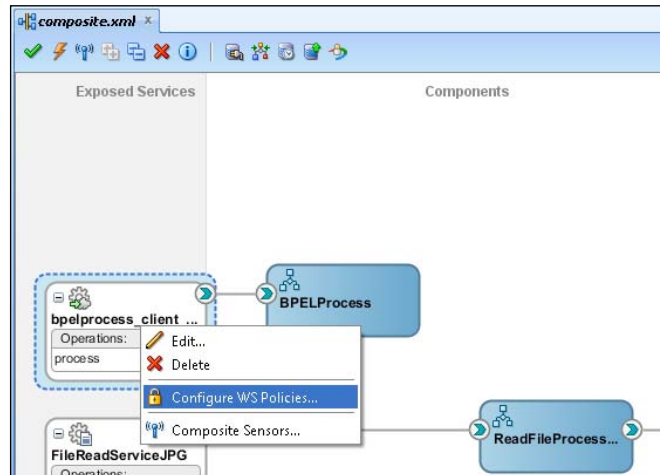 composite.xml
Exposed Services
Components
bpelprocess_client ...
Operations:
process
BPELProcess
Edit...
Delete
Configure WS Policies...
Composite Sensors...
FileReadServiceJPG
Operations:
ReadFileProcess...